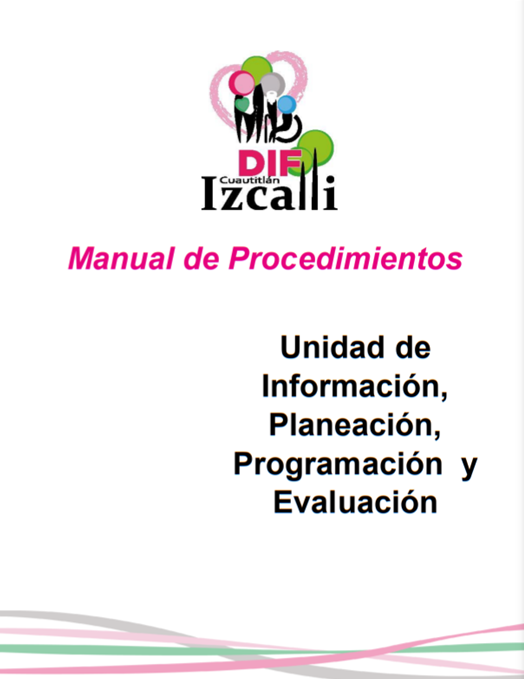 DIF
Cuautitlán
Izcalli
Manual de Procedimientos
Unidad de
Información,
Planeación,
Programación y
Evaluación